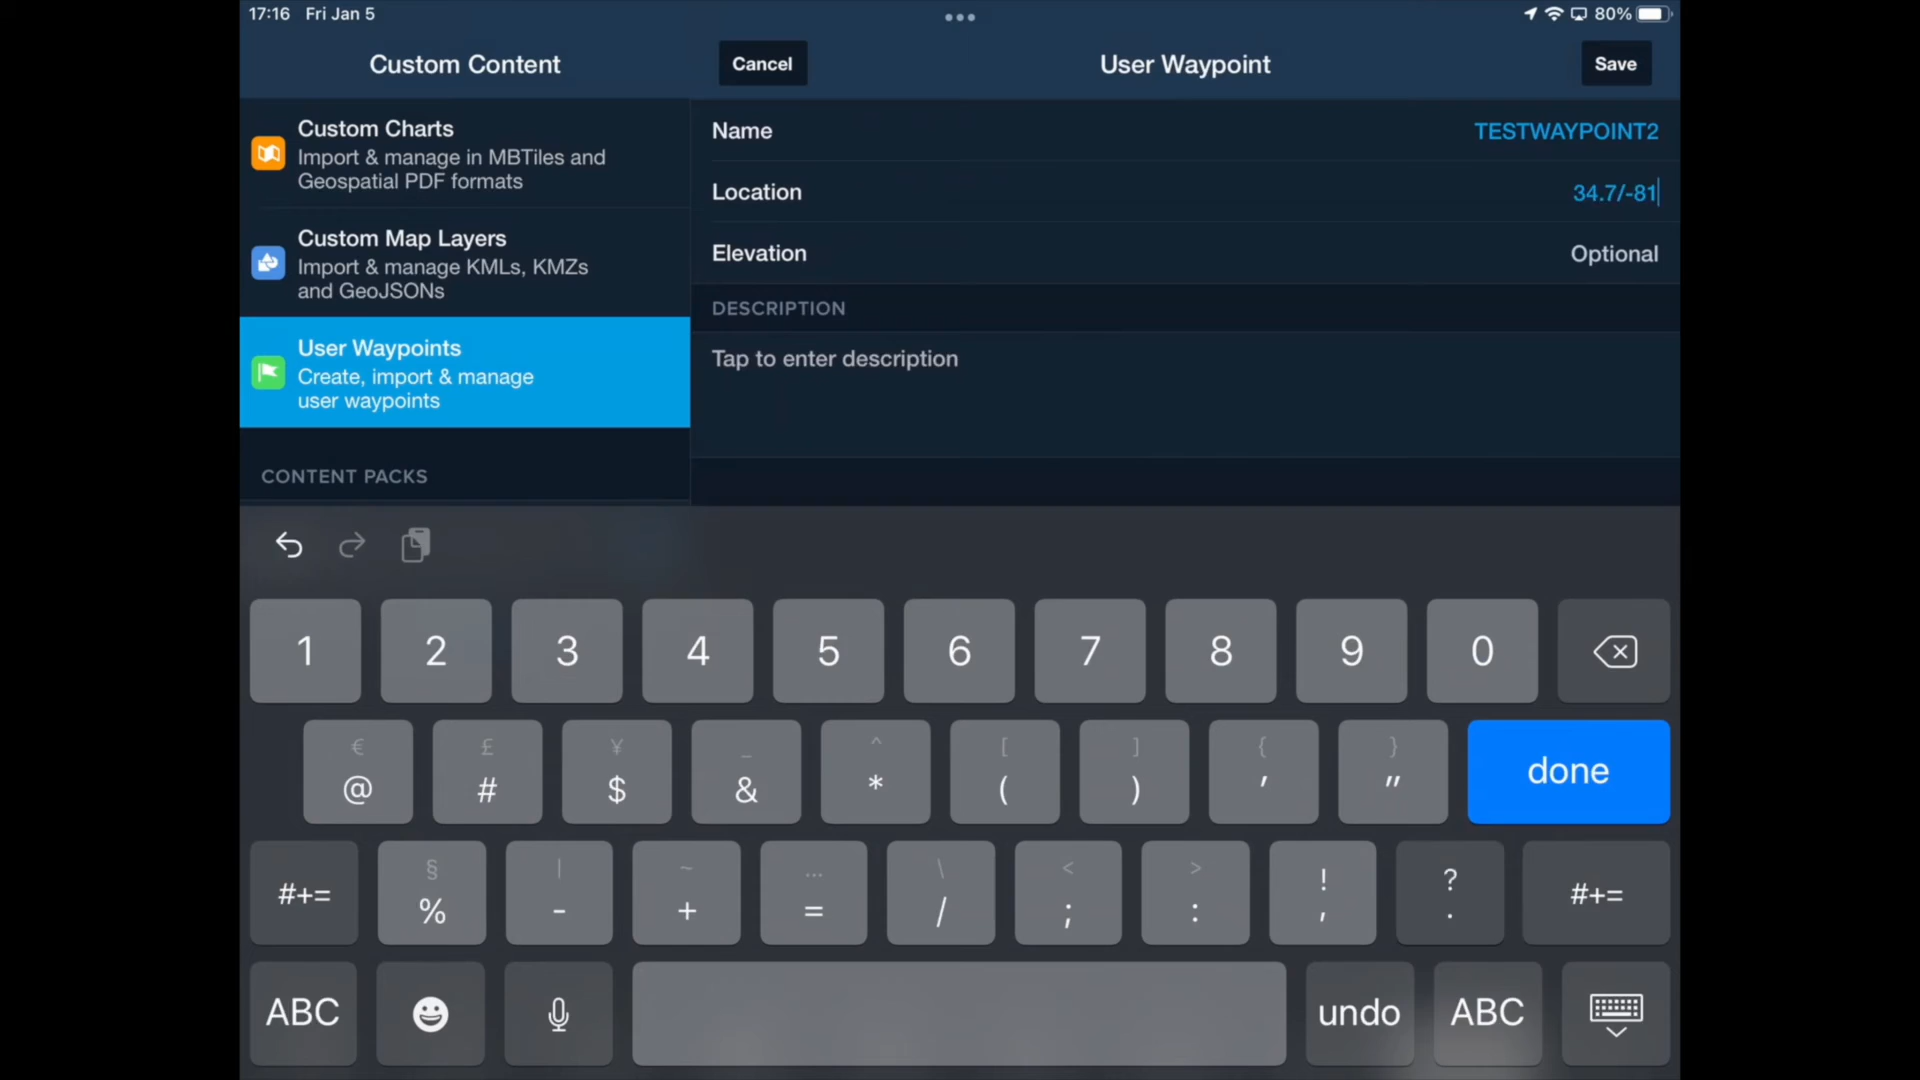 17:16 Fri Jan 5
80%
Custom Content
Cancel
User Waypoint
Save
Custom Charts
Import & manage in MBTiles and
Geospatial PDF formats
Custom Map Layers
Import & manage KMLs, KMZs
and GeoJSONs
User Waypoints
Create, import & manage
user waypoints
CONTENT PACKS
Name TESTWAYPOINT2
Location 34.7/-81
Elevation Optional
DESCRIPTION
Tap to enter description
1 2 3 4 5 6 7 8 9 0
€ £ ¥ _ ^ [ ] { }
@ # $ & * ( ) ' " done
§ | ~ … \ < > ! ?
#+= % - + = / ; : , . #+=
ABC undo ABC